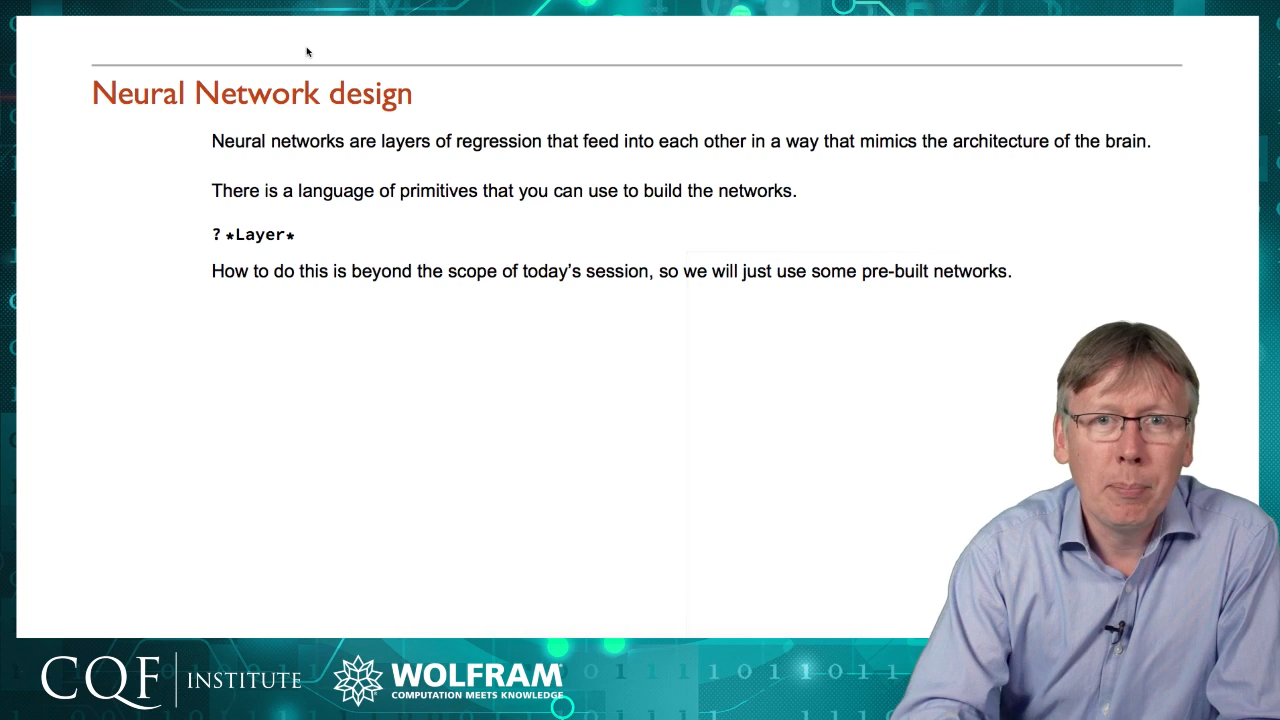 Neural Network design
Neural networks are layers of regression that feed into each other in a way that mimics the architecture of the brain.
There is a language of primitives that you can use to build the networks.
? *Layer*
How to do this is beyond the scope of today's session, so we will just use some pre-built networks.
CQF INSTITUTE
WOLFRAM
COMPUTATION MEETS KNOWLEDGE